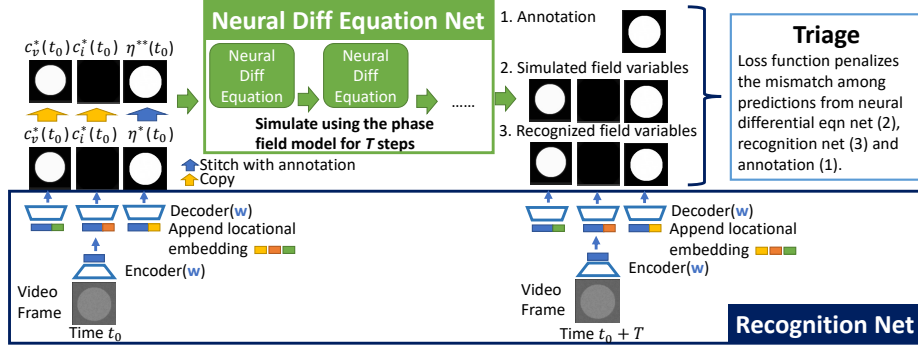 Neural Diff Equation Net
c_v^*(t_0) c_i^*(t_0) η^{**}(t_0)
Neural
Diff
Equation
Neural
Diff
Equation
......
Simulate using the phase
field model for T steps
c_v^*(t_0) c_i^*(t_0) η^*(t_0)
Stitch with annotation
Copy
1. Annotation
2. Simulated field variables
3. Recognized field variables
Triage
Loss function penalizes
the mismatch among
predictions from neural
differential eqn net (2),
recognition net (3) and
annotation (1).
Decoder(w)
Append locational
embedding
Encoder(w)
Video
Frame
Time t_0
Decoder(w)
Append locational
embedding
Encoder(w)
Video
Frame
Time t_0 + T
Recognition Net